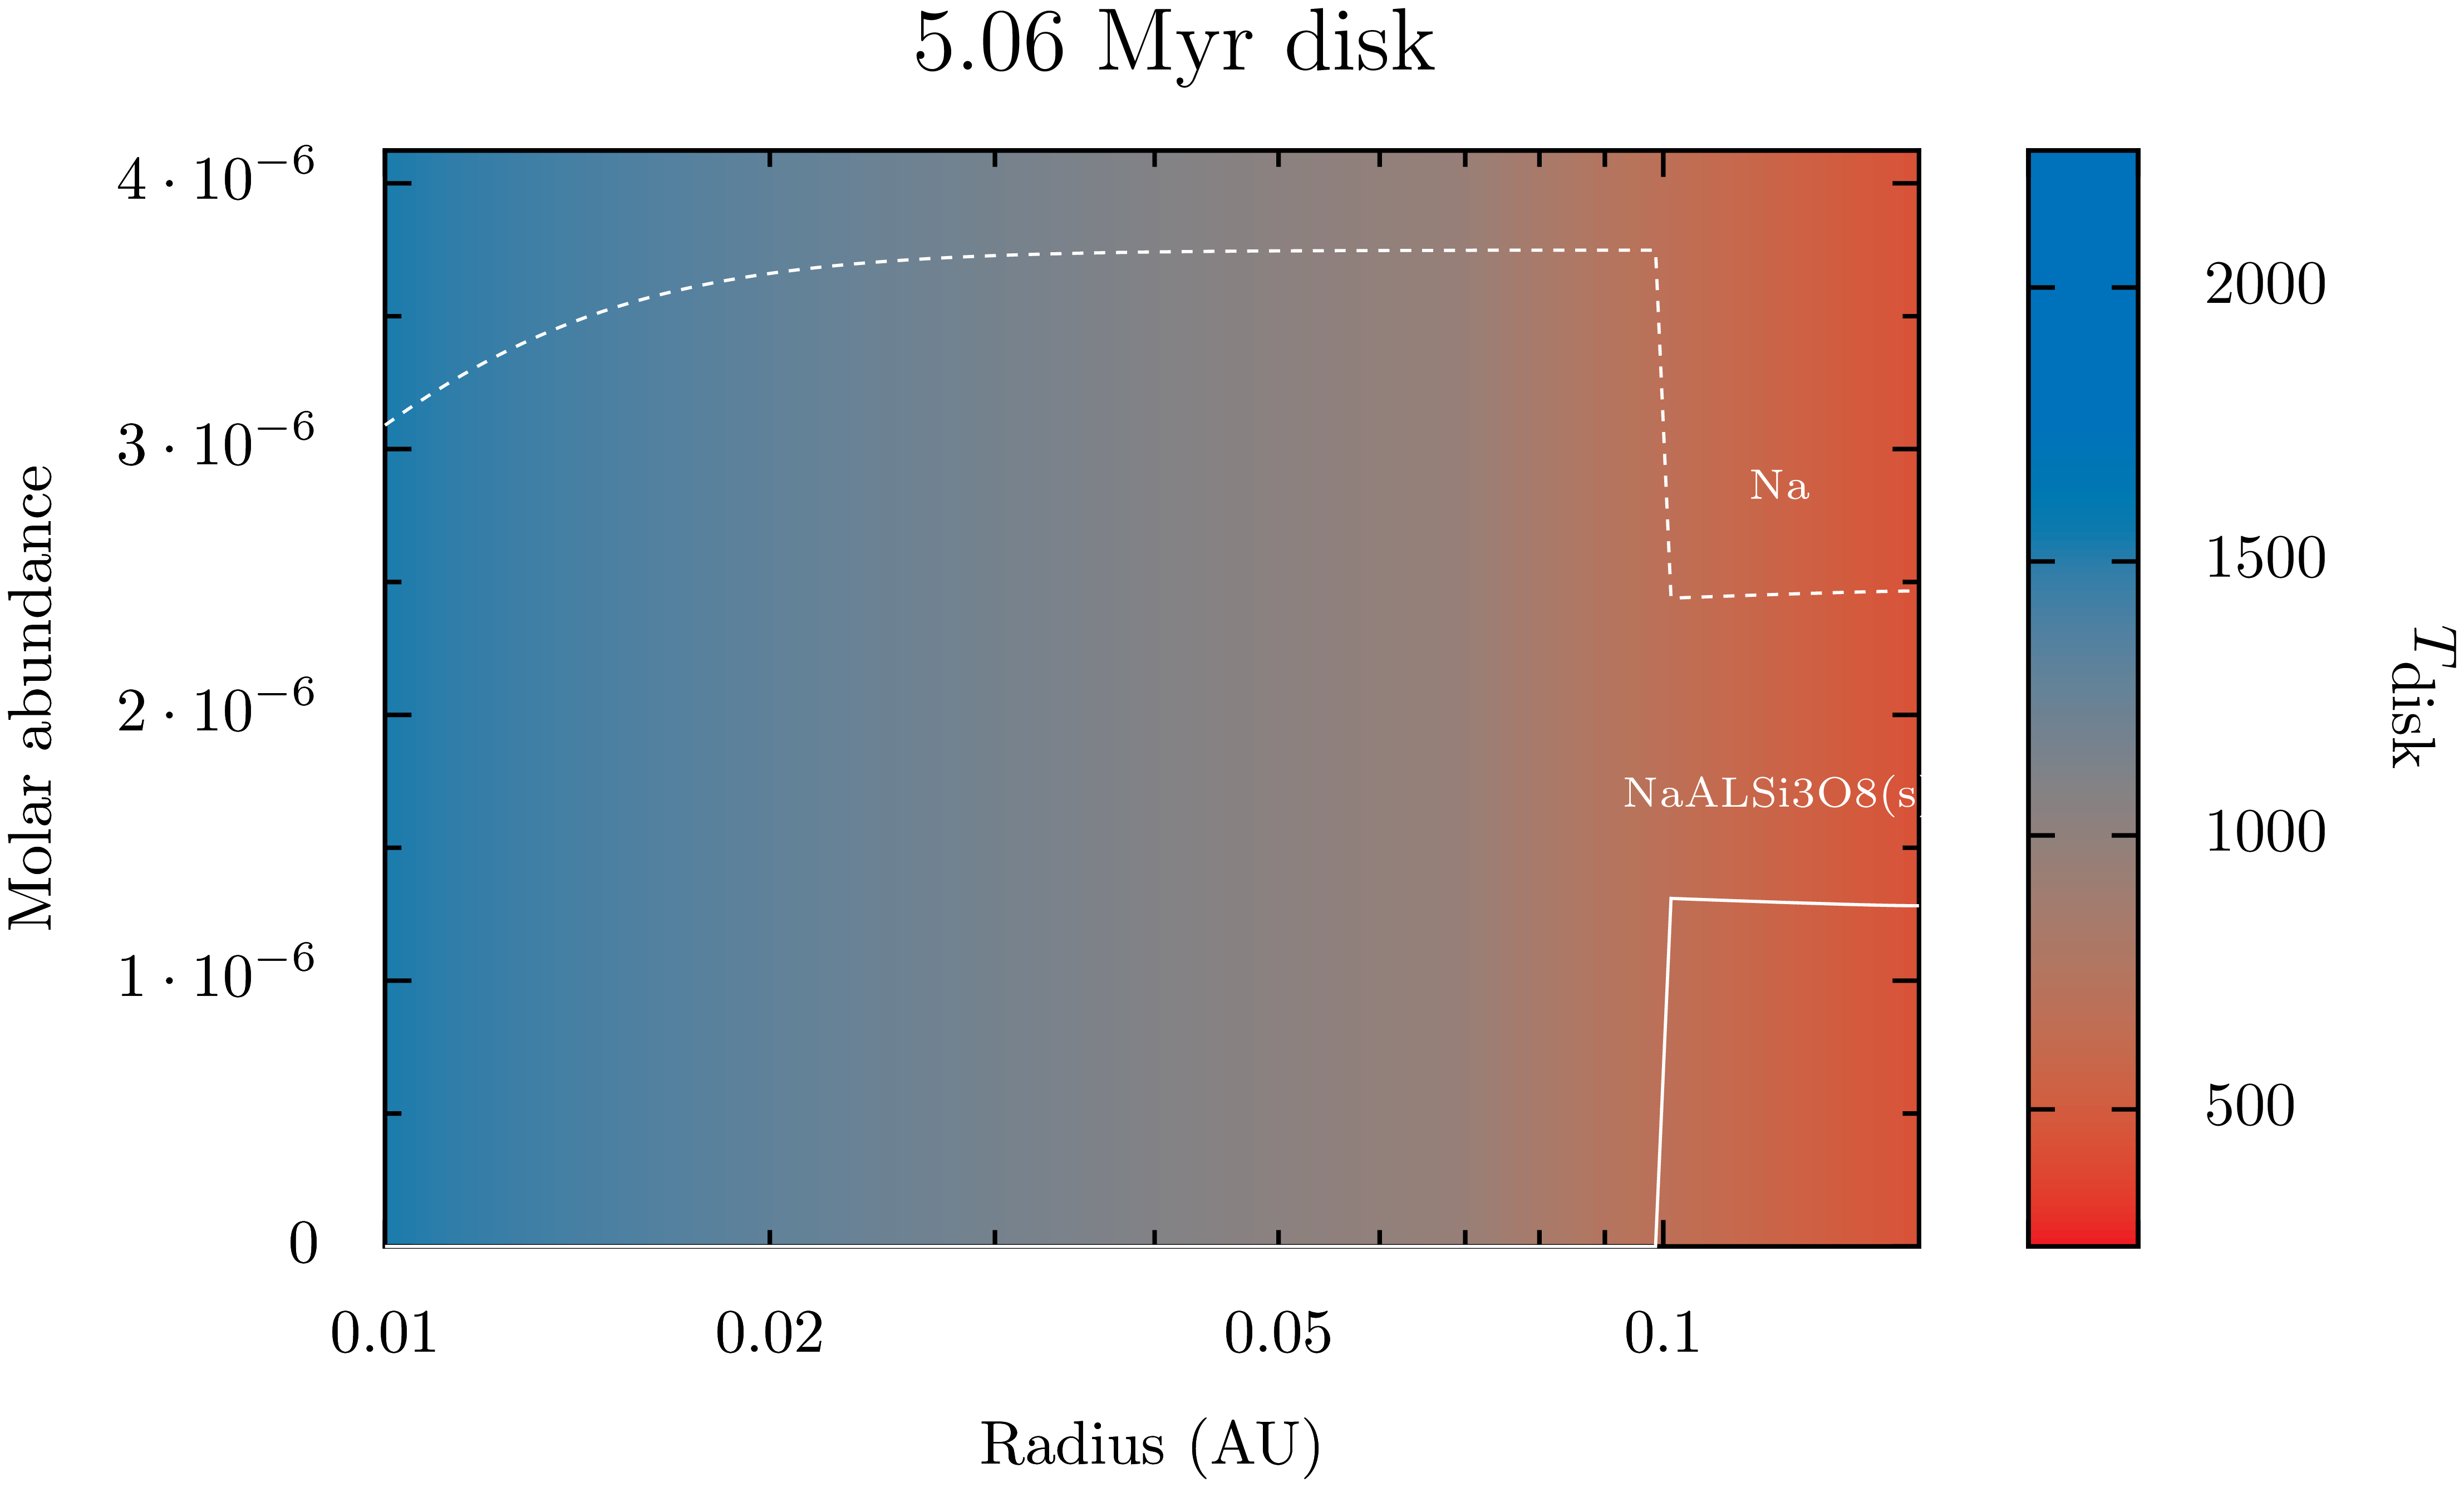 5.06 Myr disk
4 · 10⁻⁶
3 · 10⁻⁶
2 · 10⁻⁶
1 · 10⁻⁶
0
Molar abundance
Na
NaALSi3O8(s)
0.01 0.02 0.05 0.1
Radius (AU)
2000
1500
1000
500
T_disk